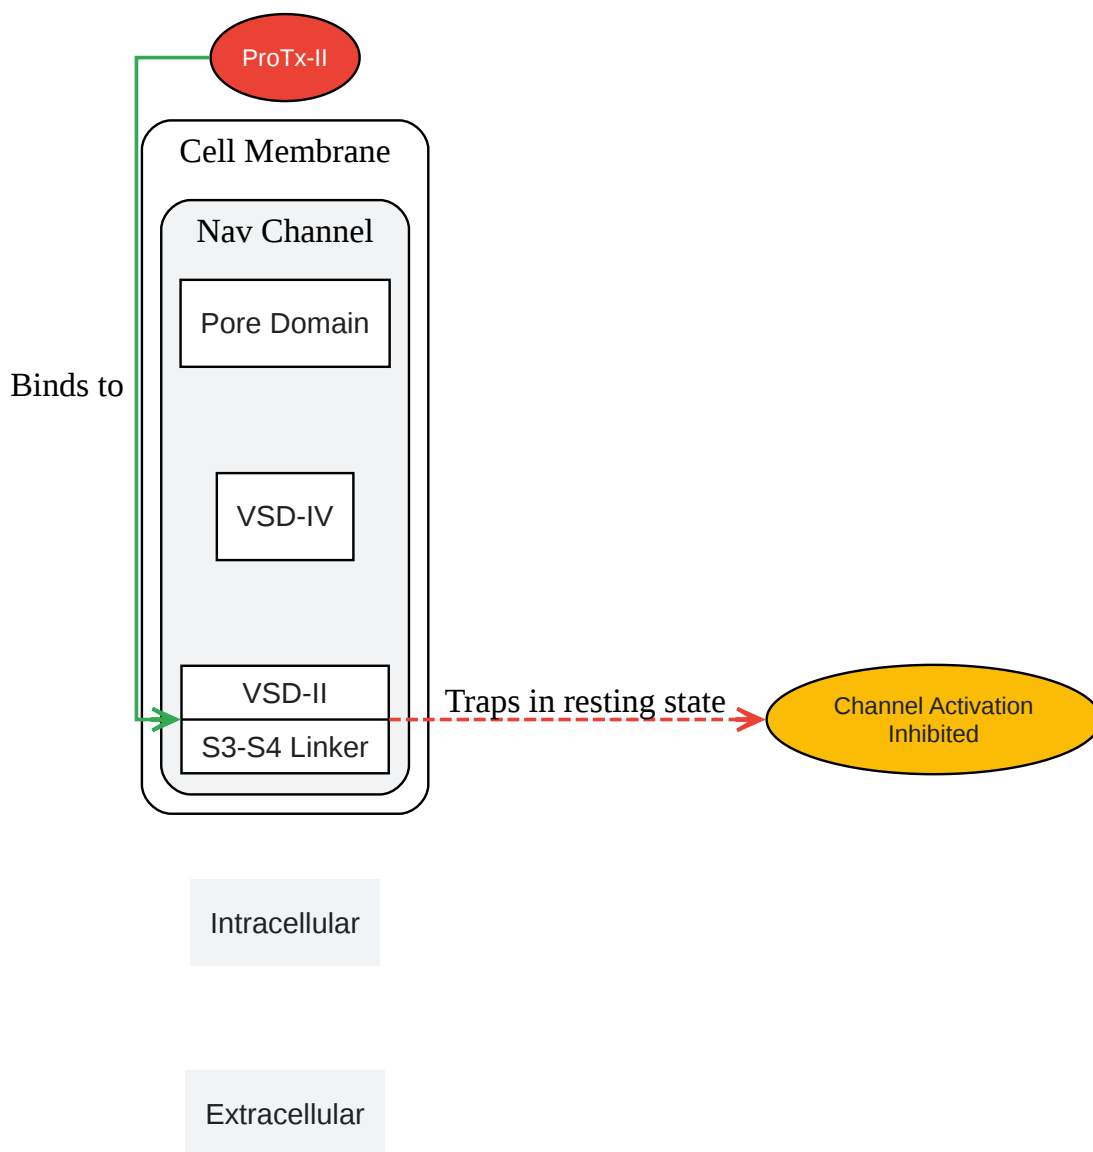 ProTx-II
Cell Membrane
Nav Channel
Pore Domain
Binds to
VSD-IV
VSD-II
S3-S4 Linker
Traps in resting state
Channel Activation
Inhibited
Intracellular
Extracellular